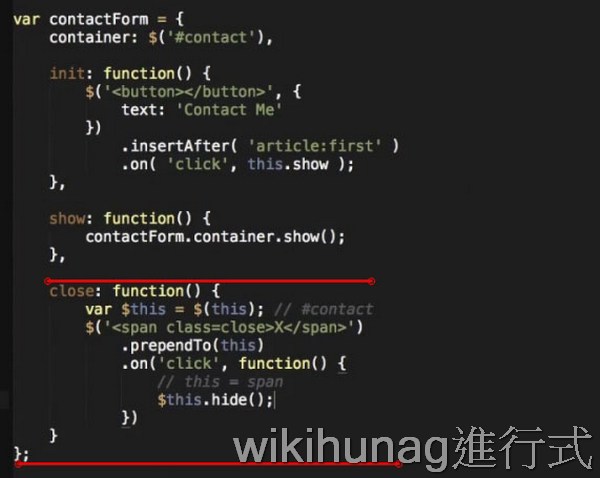 var contactForm = {
container: $('#contact'),
init: function() {
$('<button></button>', {
text: 'Contact Me'
})
.insertAfter( 'article:first' )
.on( 'click', this.show );
},
show: function() {
contactForm.container.show();
},
close: function() {
var $this = $(this); // #contact
$('<span class=close>X</span>')
.prependTo(this)
.on('click', function() {
// this = span
$this.hide();
})
}
};
wikihunag進行式